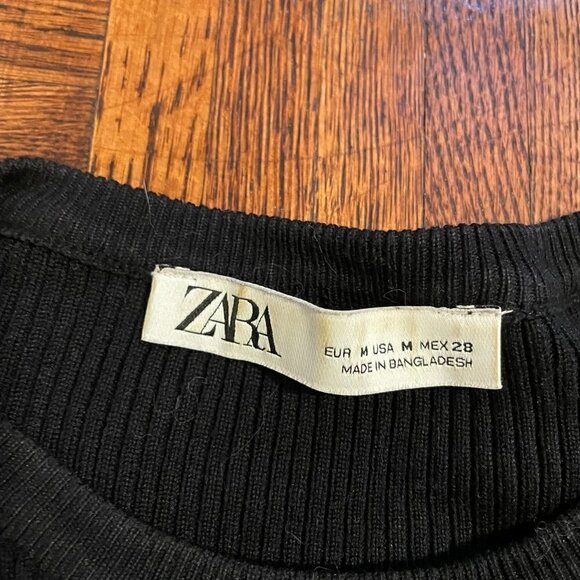 ZARA
EUR M USA M MEX 28
MADE IN BANGLADESH